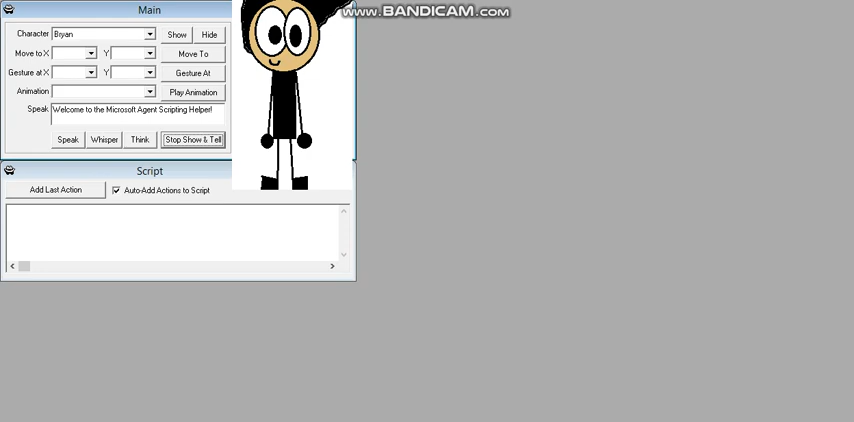 Main
www.BANDICAM.com
Character Bryan Show Hide
Move to X Y Move To
Gesture at X Y Gesture At
Animation Play Animation
Speak Welcome to the Microsoft Agent Scripting Helper!
Speak Whisper Think Stop Show & Tell
Script
Add Last Action Auto-Add Actions to Script